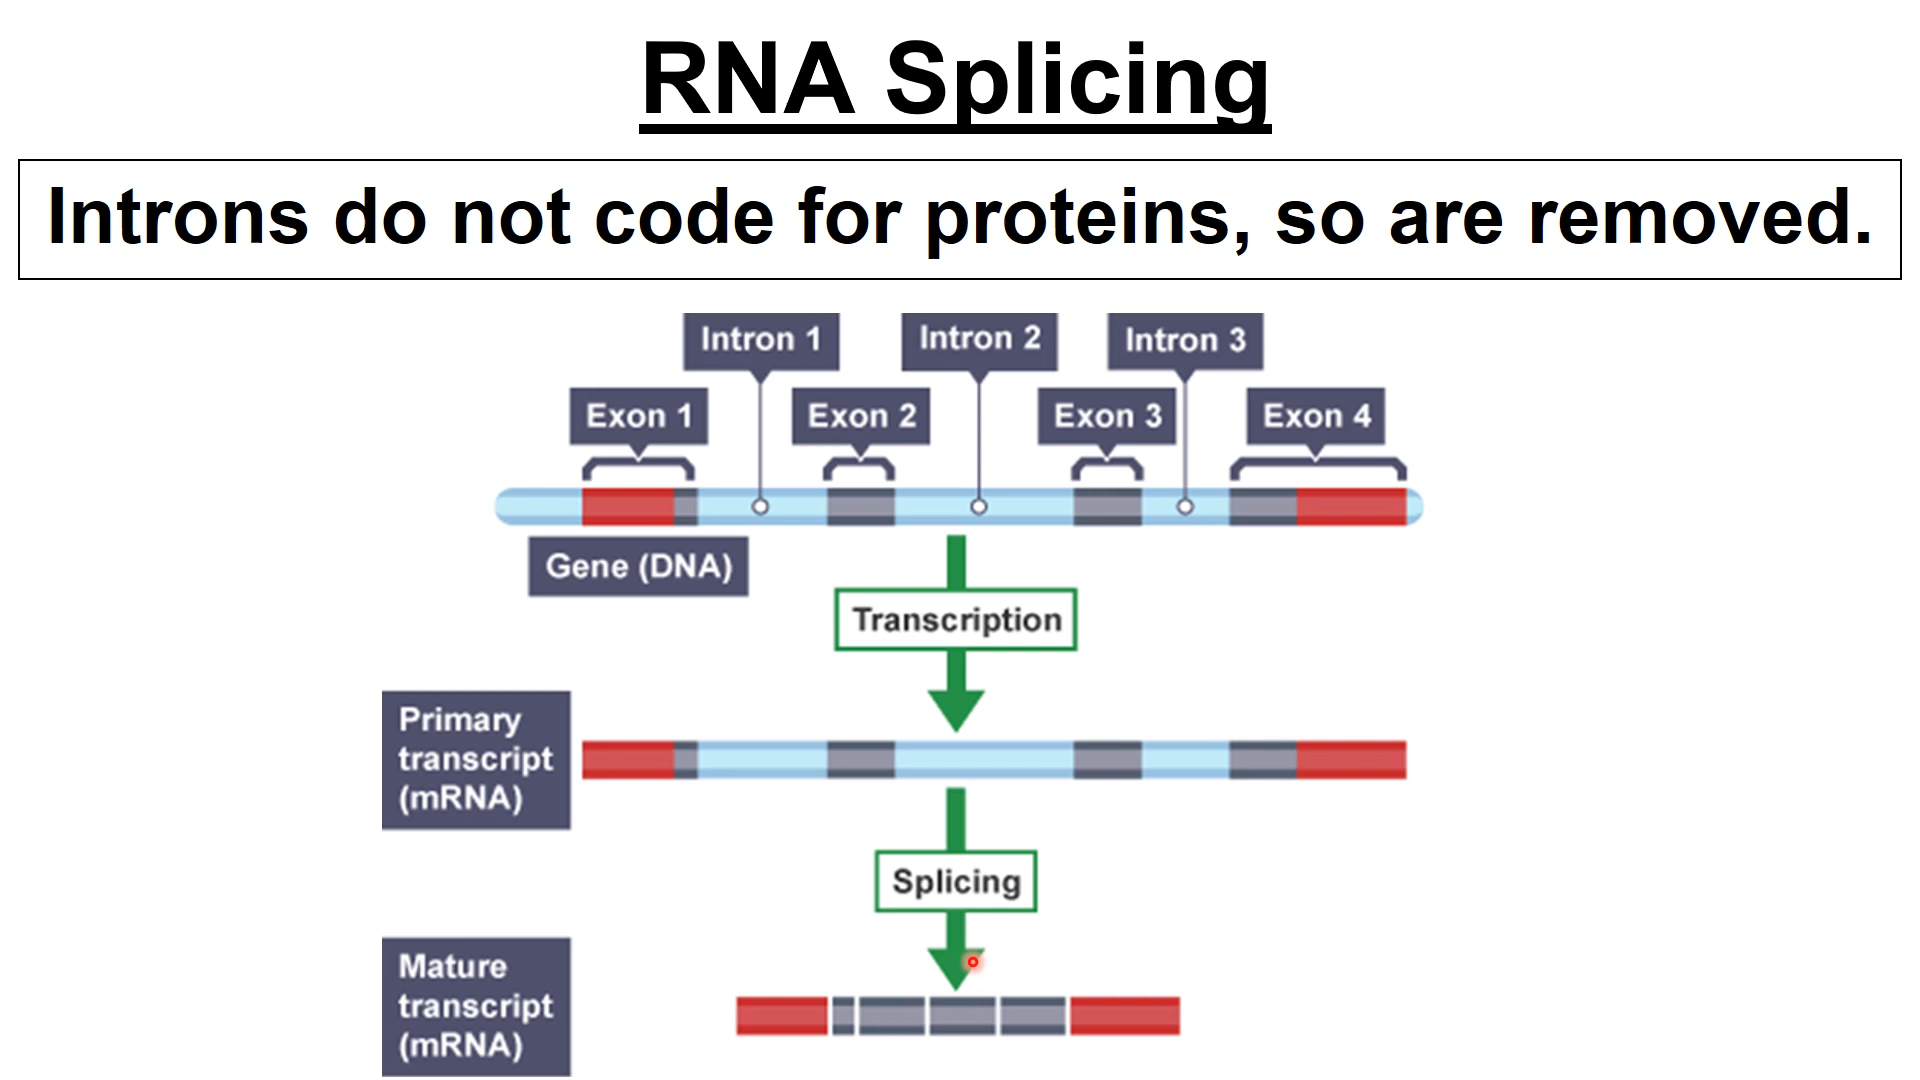 RNA Splicing
Introns do not code for proteins, so are removed.
Intron 1
Intron 2
Intron 3
Exon 1
Exon 2
Exon 3
Exon 4
Gene (DNA)
Transcription
Primary
transcript
(mRNA)
Splicing
Mature
transcript
(mRNA)